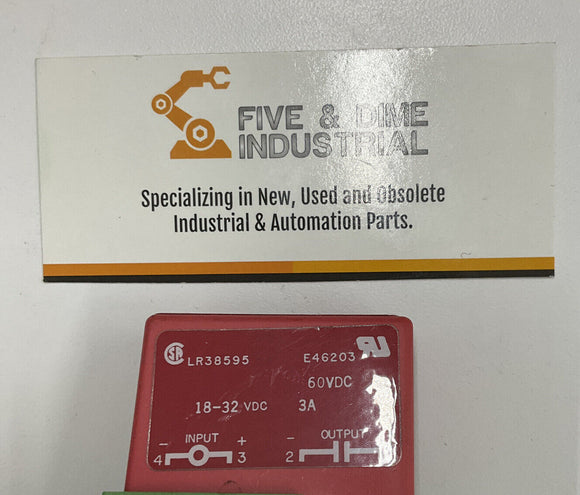 FIVE & DIME
INDUSTRIAL
Specializing in New, Used and Obsolete
Industrial & Automation Parts.
LR38595 E46203
60VDC
18-32 VDC 3A
- INPUT + - OUTPUT
4 3 2